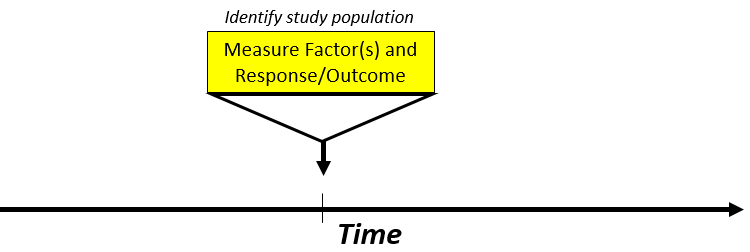 Identify study population
Measure Factor(s) and
Response/Outcome
Time